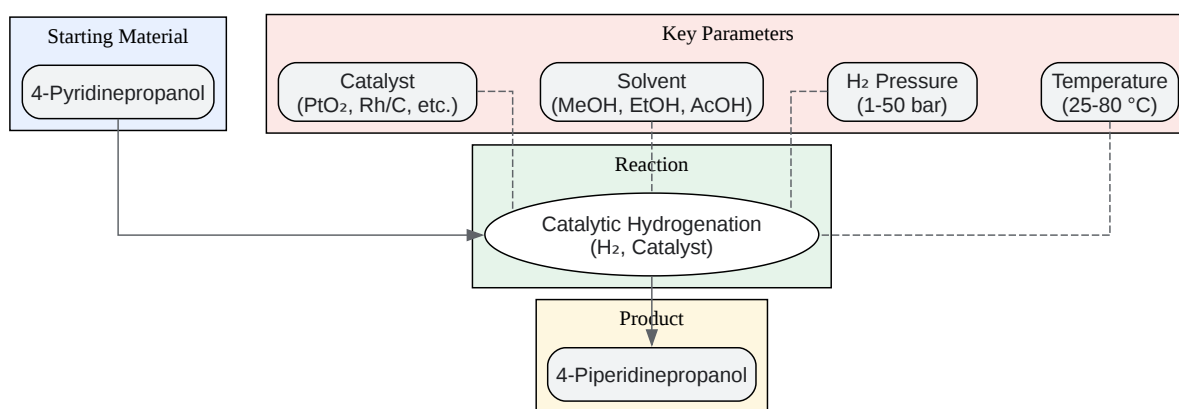 Starting Material
4-Pyridinepropanol
Key Parameters
Catalyst
(PtO₂, Rh/C, etc.)
Solvent
(MeOH, EtOH, AcOH)
H₂ Pressure
(1-50 bar)
Temperature
(25-80 °C)
Reaction
Catalytic Hydrogenation
(H₂, Catalyst)
Product
4-Piperidinepropanol